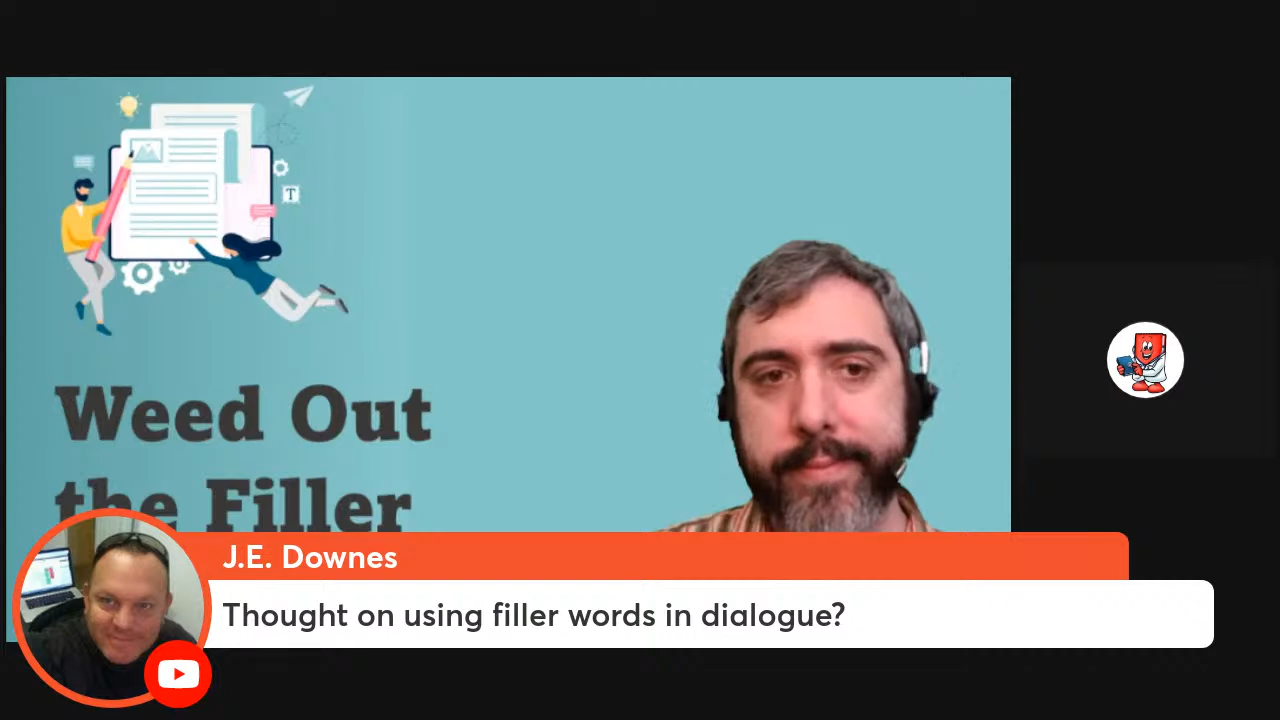 T
Weed Out
the Filler
J.E. Downes
Thought on using filler words in dialogue?